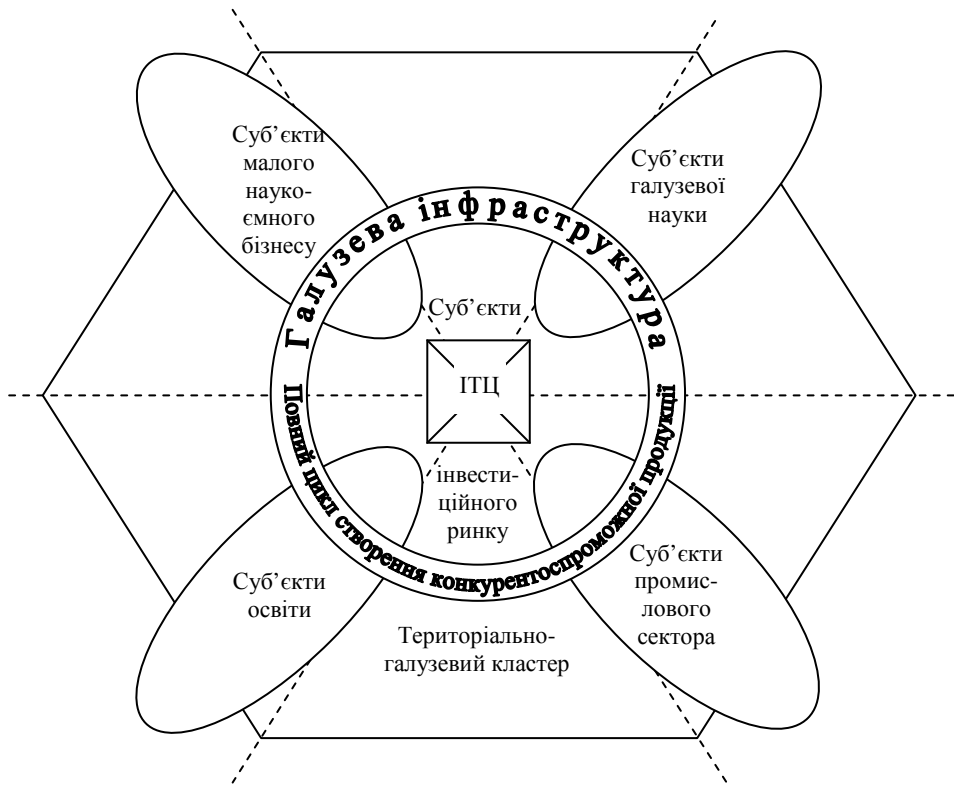 Суб’єкти
малого
науко-
ємного
бізнесу
Суб’єкти
галузевої
науки
Галузева інфраструктура
Суб’єкти
ІТЦ
інвести-
ційного
ринку
Повний цикл створення конкурентоспроможної продукції
Суб’єкти
освіти
Суб’єкти
промис-
лового
сектора
Територіально-
галузевий кластер